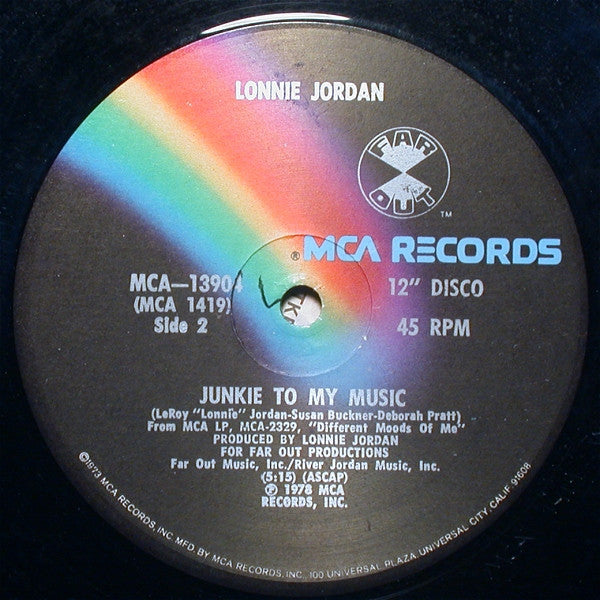 LONNIE JORDAN
FAR
OUT
™
® MCA RECORDS
MCA—13904
(MCA 1419)
Side 2
12" DISCO
45 RPM
JUNKIE TO MY MUSIC
(LeRoy "Lonnie" Jordan-Susan Buckner-Deborah Pratt)
From MCA LP, MCA-2329, "Different Moods Of Me"
PRODUCED BY LONNIE JORDAN
FOR FAR OUT PRODUCTIONS
Far Out Music, Inc./River Jordan Music, Inc.
(5:15) (ASCAP)
℗ 1978 MCA
RECORDS, INC.
©1973 MCA RECORDS, INC. MFD. BY MCA RECORDS, INC., 100 UNIVERSAL PLAZA, UNIVERSAL CITY, CALIF. 91608